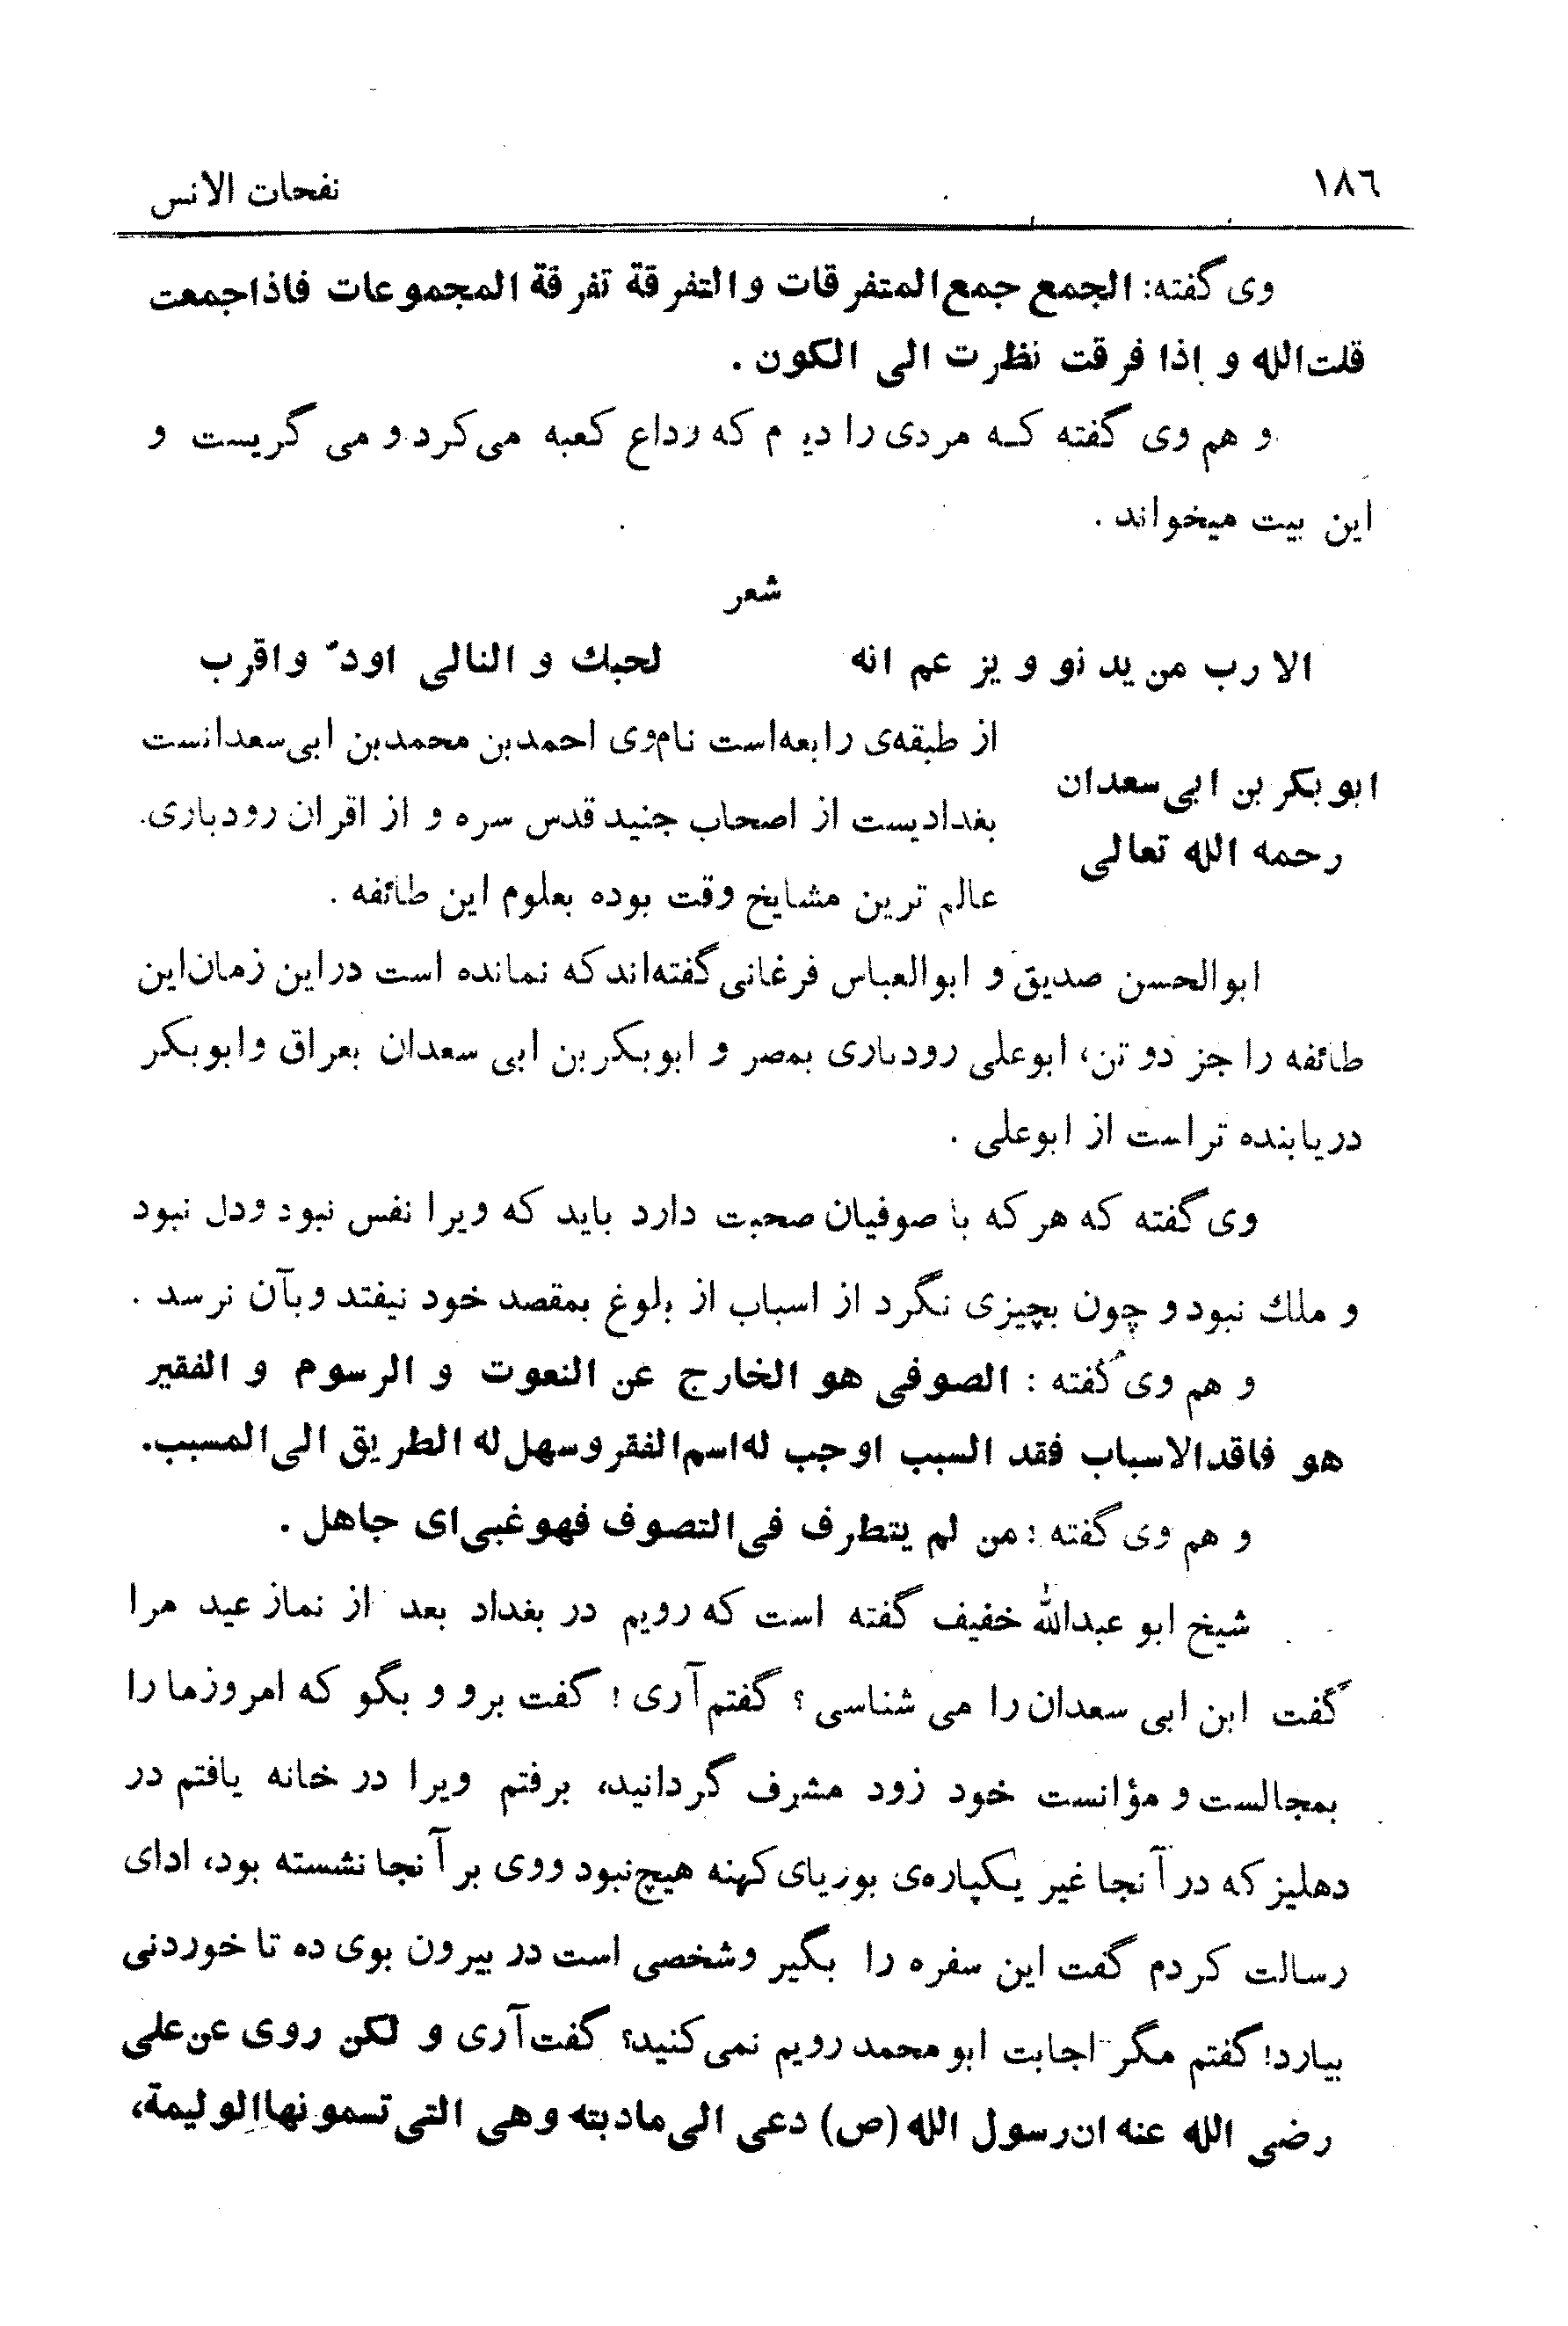 ١٨٦ نفحات الانس
وی گفته: الجمع جمع المتفرقات والتفرقة تفرقة المجموعات فاذاجمعت
قلت الله و إذا فرقت نظرت الی الکون .
و هم وی گفته کـه مردی را دیدم که وداع کعبه می‌کرد و می گریست و
این بیت میخواند .
شعر
الا رب من ید نو و یز عم انه لحبك و النالی اودّ واقرب
از طبقه‌ی رابعه‌است نام‌وی احمدبن محمدبن ابی‌سعدانست
ابوبکر بن ابی سعدان
بغدادیست از اصحاب جنید قدس سره و از اقران رودباری.
رحمه الله تعالی
عالم ترین مشایخ وقت بوده بعلوم این طائفه .
ابوالحسن صدیق و ابوالعباس فرغانی گفته‌اند که نمانده است دراین زمان این
طائفه را جز دو تن، ابوعلی رودباری بمصر و ابوبکربن ابی سعدان بعراق وابوبکر
دریابنده تراست از ابوعلی .
وی گفته که هر که با صوفیان صحبت دارد باید که ویرا نفس نبود ودل نبود
و ملك نبود و چون بچیزی نگرد از اسباب از بلوغ بمقصد خود نیفتد وبآن نرسد .
و هم وی گفته : الصوفی هو الخارج عن النعوت و الرسوم و الفقیر
هو فاقدالاسباب فقد السبب اوجب له‌اسم‌الفقر وسهل له الطریق الی المسبب.
و هم وی گفته : من لم یتطرف فی التصوف فهوغبی‌ای جاهل .
شیخ ابو عبدالله خفیف گفته است که رویم در بغداد بعد از نماز عید مرا
گفت ابن ابی سعدان را می شناسی ؟ گفتم آری ! گفت برو و بگو که امروزما را
بمجالست و مؤانست خود زود مشرف گردانید، برفتم ویرا در خانه یافتم در
دهلیز که در آنجا غیر یکپاره‌ی بوریای کهنه هیچ نبود ووی بر آنجا نشسته بود، ادای
رسالت کردم گفت این سفره را بگیر وشخصی است در بیرون بوی ده تا خوردنی
بیارد! گفتم مگر اجابت ابومحمد رویم نمی‌کنید؟ گفت آری و لکن روی عن علی
رضی الله عنه ان رسول الله (ص) دعی الی مادبته وهی التی تسمونهاالولیمة،